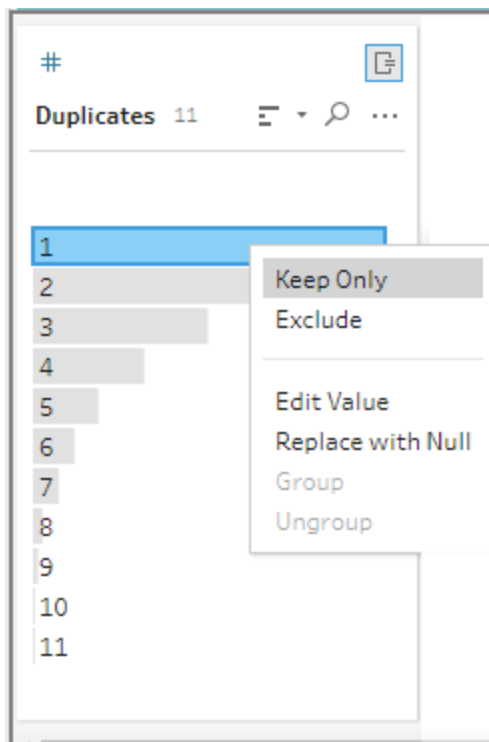 #
Duplicates 11
1
2
3
4
5
6
7
8
9
10
11
Keep Only
Exclude
Edit Value
Replace with Null
Group
Ungroup